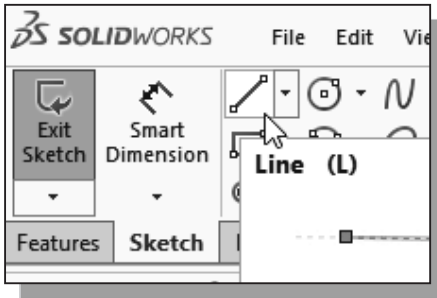 SOLIDWORKS File Edit
Exit Sketch
Smart Dimension
Line (L)
Features Sketch